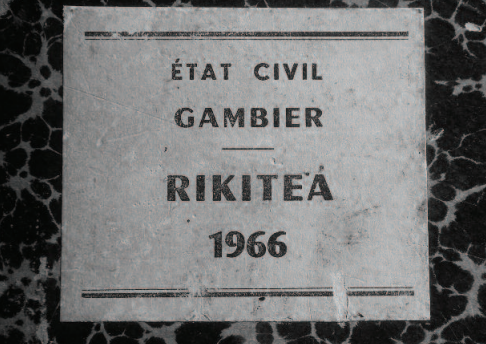 ÉTAT CIVIL
GAMBIER
RIKITEA
1966